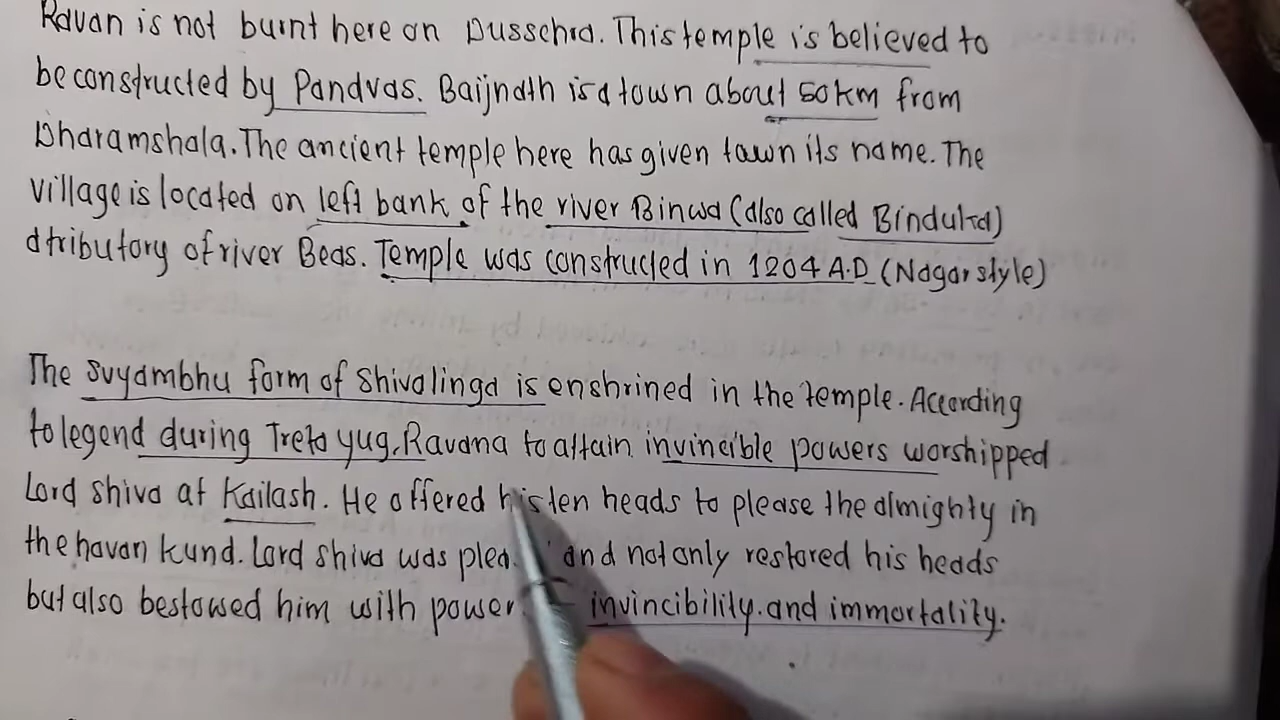 Ravan is not burnt here on Dussehra. This temple is believed to
be constructed by Pandvas. Baijnath is a town about 50 km from
Dharamshala. The ancient temple here has given tawn its name. The
village is located on left bank of the river Binwa (also called Binduka)
a tributory of river Beas. Temple was constructed in 1204 A.D (Nagar style)
The svyambhu form of Shivalinga is enshrined in the temple. According
to legend during Treta yug, Ravana to attain invincible powers worshipped
Lord Shiva at Kailash. He offered his ten heads to please the almighty in
the havan kund. Lord Shiva was and not only restored his heads
but also bestowed him with power invincibility and immortality.